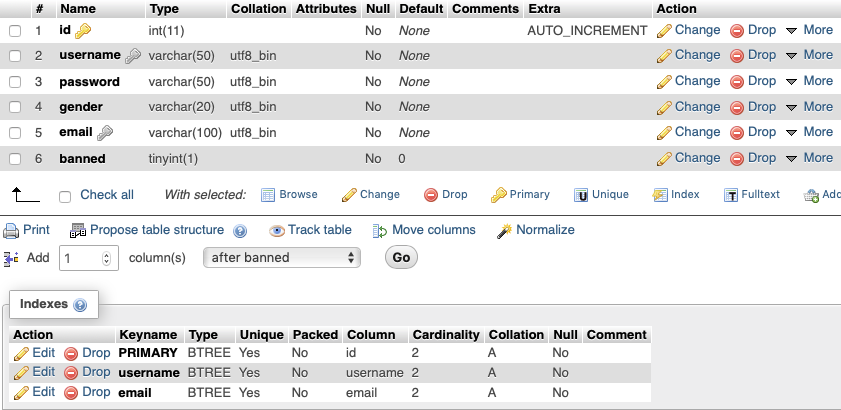 # Name Type Collation Attributes Null Default Comments Extra Action
1 id int(11) No None AUTO_INCREMENT Change Drop More
2 username varchar(50) utf8_bin No None Change Drop More
3 password varchar(50) utf8_bin No None Change Drop More
4 gender varchar(20) utf8_bin No None Change Drop More
5 email varchar(100) utf8_bin No None Change Drop More
6 banned tinyint(1) No 0 Change Drop More
Check all With selected: Browse Change Drop Primary Unique Index Fulltext Add
Print Propose table structure Track table Move columns Normalize
Add 1 column(s) after banned Go
Indexes
Action Keyname Type Unique Packed Column Cardinality Collation Null Comment
Edit Drop PRIMARY BTREE Yes No id 2 A No
Edit Drop username BTREE Yes No username 2 A No
Edit Drop email BTREE Yes No email 2 A No